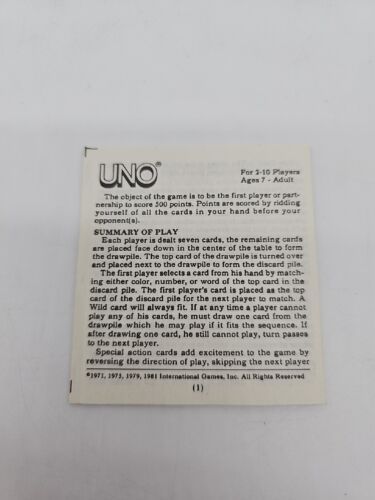 UNO®
For 2-10 Players
Ages 7 - Adult
The object of the game is to be the first player or part-
nership to score 500 points. Points are scored by ridding
yourself of all the cards in your hand before your
opponent(s).
SUMMARY OF PLAY
Each player is dealt seven cards, the remaining cards
are placed face down in the center of the table to form
the drawpile. The top card of the drawpile is turned over
and placed next to the drawpile to form the discard pile.
The first player selects a card from his hand by match-
ing either color, number, or word of the top card in the
discard pile. The first player's card is placed as the top
card of the discard pile for the next player to match. A
Wild card will always fit. If at any time a player cannot
play any of his cards, he must draw one card from the
drawpile which he may play if it fits the sequence. If
after drawing one card, he still cannot play, turn passes
to the next player.
Special action cards add excitement to the game by
reversing the direction of play, skipping the next player
©1971, 1973, 1979, 1981 International Games, Inc. All Rights Reserved
(1)